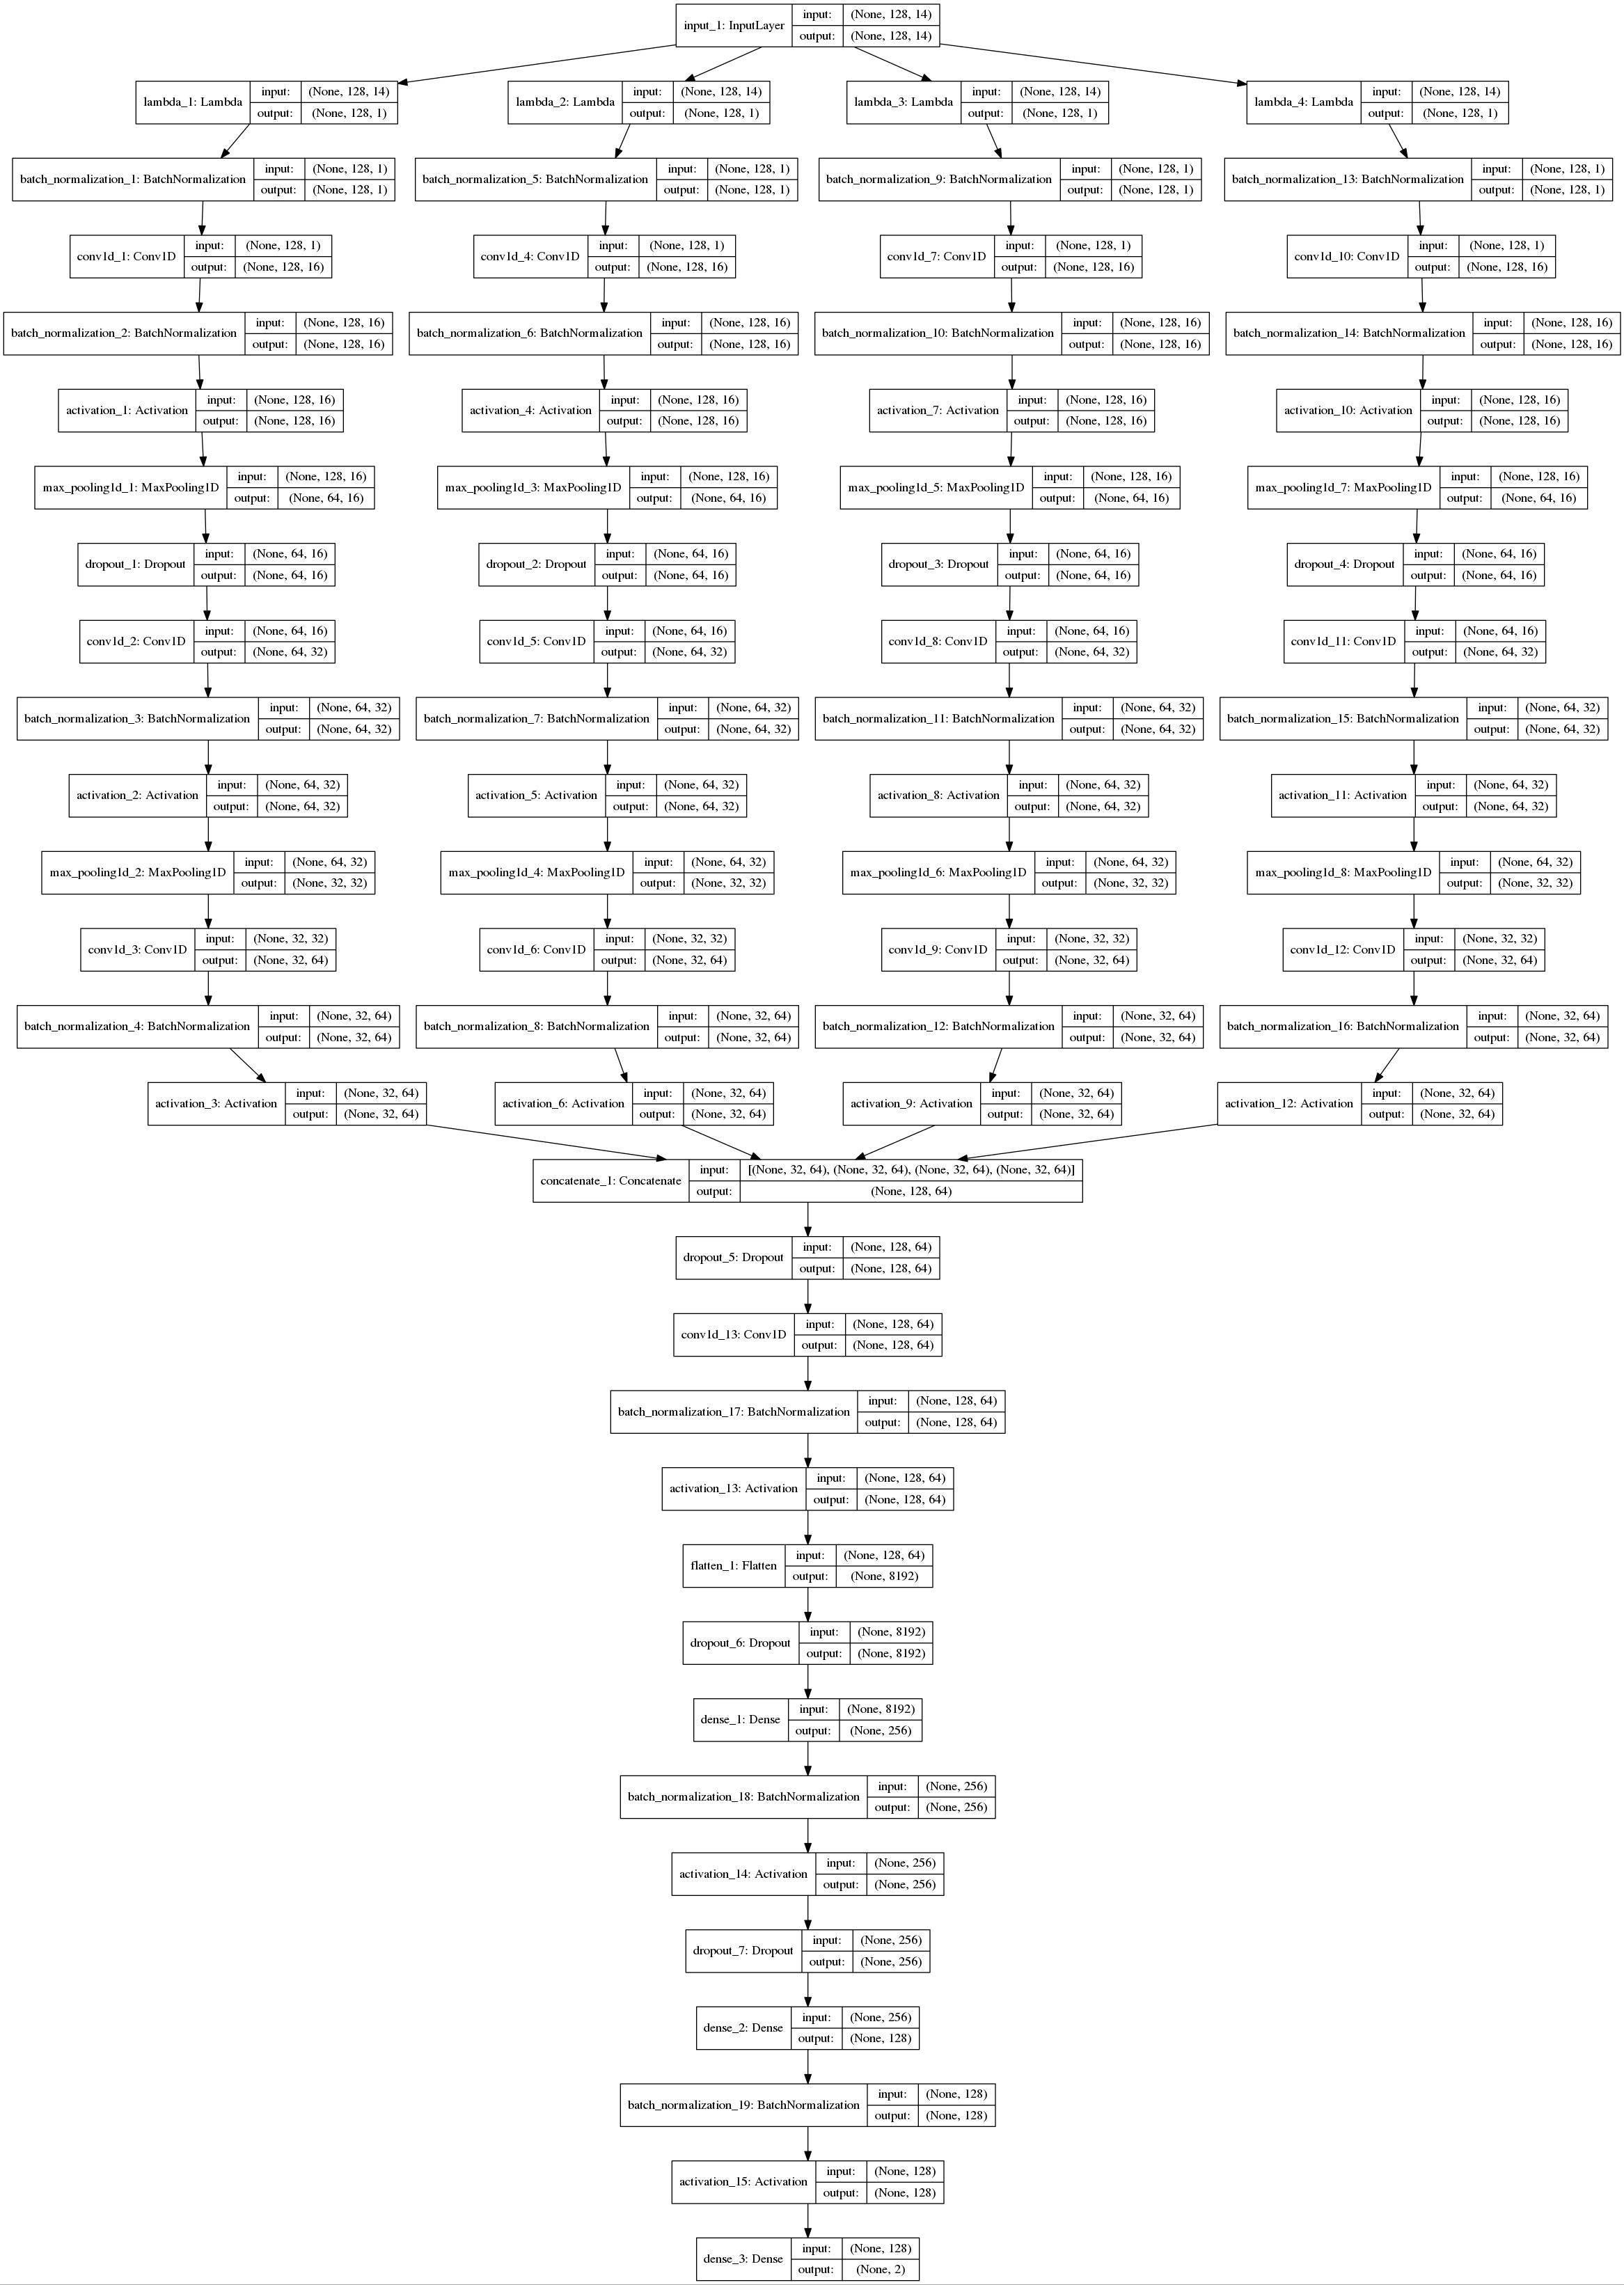 input_1: InputLayer input: (None, 128, 14)
output: (None, 128, 14)
lambda_1: Lambda input: (None, 128, 14)
output: (None, 128, 1)
lambda_2: Lambda input: (None, 128, 14)
output: (None, 128, 1)
lambda_3: Lambda input: (None, 128, 14)
output: (None, 128, 1)
lambda_4: Lambda input: (None, 128, 14)
output: (None, 128, 1)
batch_normalization_1: BatchNormalization input: (None, 128, 1)
output: (None, 128, 1)
batch_normalization_5: BatchNormalization input: (None, 128, 1)
output: (None, 128, 1)
batch_normalization_9: BatchNormalization input: (None, 128, 1)
output: (None, 128, 1)
batch_normalization_13: BatchNormalization input: (None, 128, 1)
output: (None, 128, 1)
conv1d_1: Conv1D input: (None, 128, 1)
output: (None, 128, 16)
conv1d_4: Conv1D input: (None, 128, 1)
output: (None, 128, 16)
conv1d_7: Conv1D input: (None, 128, 1)
output: (None, 128, 16)
conv1d_10: Conv1D input: (None, 128, 1)
output: (None, 128, 16)
batch_normalization_2: BatchNormalization input: (None, 128, 16)
output: (None, 128, 16)
batch_normalization_6: BatchNormalization input: (None, 128, 16)
output: (None, 128, 16)
batch_normalization_10: BatchNormalization input: (None, 128, 16)
output: (None, 128, 16)
batch_normalization_14: BatchNormalization input: (None, 128, 16)
output: (None, 128, 16)
activation_1: Activation input: (None, 128, 16)
output: (None, 128, 16)
activation_4: Activation input: (None, 128, 16)
output: (None, 128, 16)
activation_7: Activation input: (None, 128, 16)
output: (None, 128, 16)
activation_10: Activation input: (None, 128, 16)
output: (None, 128, 16)
max_pooling1d_1: MaxPooling1D input: (None, 128, 16)
output: (None, 64, 16)
max_pooling1d_3: MaxPooling1D input: (None, 128, 16)
output: (None, 64, 16)
max_pooling1d_5: MaxPooling1D input: (None, 128, 16)
output: (None, 64, 16)
max_pooling1d_7: MaxPooling1D input: (None, 128, 16)
output: (None, 64, 16)
dropout_1: Dropout input: (None, 64, 16)
output: (None, 64, 16)
dropout_2: Dropout input: (None, 64, 16)
output: (None, 64, 16)
dropout_3: Dropout input: (None, 64, 16)
output: (None, 64, 16)
dropout_4: Dropout input: (None, 64, 16)
output: (None, 64, 16)
conv1d_2: Conv1D input: (None, 64, 16)
output: (None, 64, 32)
conv1d_5: Conv1D input: (None, 64, 16)
output: (None, 64, 32)
conv1d_8: Conv1D input: (None, 64, 16)
output: (None, 64, 32)
conv1d_11: Conv1D input: (None, 64, 16)
output: (None, 64, 32)
batch_normalization_3: BatchNormalization input: (None, 64, 32)
output: (None, 64, 32)
batch_normalization_7: BatchNormalization input: (None, 64, 32)
output: (None, 64, 32)
batch_normalization_11: BatchNormalization input: (None, 64, 32)
output: (None, 64, 32)
batch_normalization_15: BatchNormalization input: (None, 64, 32)
output: (None, 64, 32)
activation_2: Activation input: (None, 64, 32)
output: (None, 64, 32)
activation_5: Activation input: (None, 64, 32)
output: (None, 64, 32)
activation_8: Activation input: (None, 64, 32)
output: (None, 64, 32)
activation_11: Activation input: (None, 64, 32)
output: (None, 64, 32)
max_pooling1d_2: MaxPooling1D input: (None, 64, 32)
output: (None, 32, 32)
max_pooling1d_4: MaxPooling1D input: (None, 64, 32)
output: (None, 32, 32)
max_pooling1d_6: MaxPooling1D input: (None, 64, 32)
output: (None, 32, 32)
max_pooling1d_8: MaxPooling1D input: (None, 64, 32)
output: (None, 32, 32)
conv1d_3: Conv1D input: (None, 32, 32)
output: (None, 32, 64)
conv1d_6: Conv1D input: (None, 32, 32)
output: (None, 32, 64)
conv1d_9: Conv1D input: (None, 32, 32)
output: (None, 32, 64)
conv1d_12: Conv1D input: (None, 32, 32)
output: (None, 32, 64)
batch_normalization_4: BatchNormalization input: (None, 32, 64)
output: (None, 32, 64)
batch_normalization_8: BatchNormalization input: (None, 32, 64)
output: (None, 32, 64)
batch_normalization_12: BatchNormalization input: (None, 32, 64)
output: (None, 32, 64)
batch_normalization_16: BatchNormalization input: (None, 32, 64)
output: (None, 32, 64)
activation_3: Activation input: (None, 32, 64)
output: (None, 32, 64)
activation_6: Activation input: (None, 32, 64)
output: (None, 32, 64)
activation_9: Activation input: (None, 32, 64)
output: (None, 32, 64)
activation_12: Activation input: (None, 32, 64)
output: (None, 32, 64)
concatenate_1: Concatenate input: [(None, 32, 64), (None, 32, 64), (None, 32, 64), (None, 32, 64)]
output: (None, 128, 64)
dropout_5: Dropout input: (None, 128, 64)
output: (None, 128, 64)
conv1d_13: Conv1D input: (None, 128, 64)
output: (None, 128, 64)
batch_normalization_17: BatchNormalization input: (None, 128, 64)
output: (None, 128, 64)
activation_13: Activation input: (None, 128, 64)
output: (None, 128, 64)
flatten_1: Flatten input: (None, 128, 64)
output: (None, 8192)
dropout_6: Dropout input: (None, 8192)
output: (None, 8192)
dense_1: Dense input: (None, 8192)
output: (None, 256)
batch_normalization_18: BatchNormalization input: (None, 256)
output: (None, 256)
activation_14: Activation input: (None, 256)
output: (None, 256)
dropout_7: Dropout input: (None, 256)
output: (None, 256)
dense_2: Dense input: (None, 256)
output: (None, 128)
batch_normalization_19: BatchNormalization input: (None, 128)
output: (None, 128)
activation_15: Activation input: (None, 128)
output: (None, 128)
dense_3: Dense input: (None, 128)
output: (None, 2)